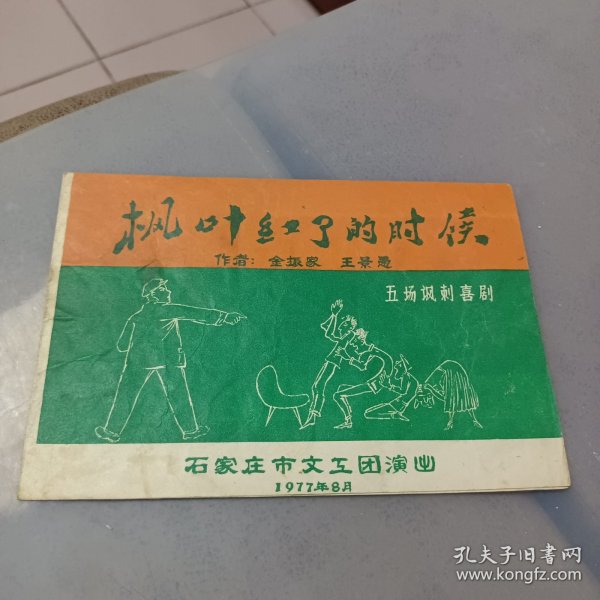 枫叶红了的时候
作者：金振家 王景愚
五场讽刺喜剧
石家庄市文工团演出
1977年8月
孔夫子旧书网
www.kongfz.com